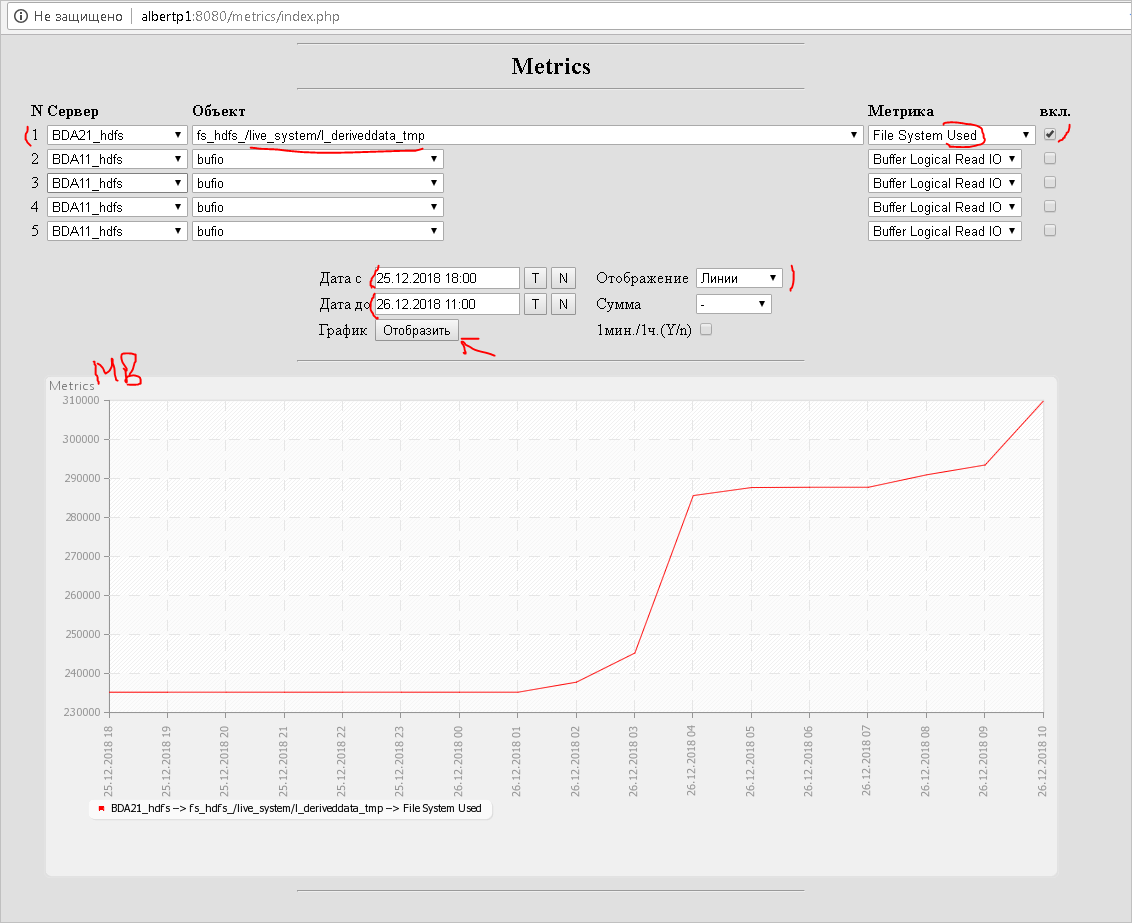 Не защищено albertp1:8080/metrics/index.php
Metrics
N Сервер Объект Метрика вкл.
1 BDA21_hdfs fs_hdfs_/live_system/l_deriveddata_tmp File System Used
2 BDA11_hdfs bufio Buffer Logical Read IO
3 BDA11_hdfs bufio Buffer Logical Read IO
4 BDA11_hdfs bufio Buffer Logical Read IO
5 BDA11_hdfs bufio Buffer Logical Read IO
Дата с 25.12.2018 18:00 T N Отображение Линии
Дата до 26.12.2018 11:00 T N Сумма -
График Отобразить 1мин./1ч.(Y/n)
MB
Metrics
310000
300000
290000
280000
270000
260000
250000
240000
230000
25.12.2018 18
25.12.2018 19
25.12.2018 20
25.12.2018 21
25.12.2018 22
25.12.2018 23
26.12.2018 00
26.12.2018 01
26.12.2018 02
26.12.2018 03
26.12.2018 04
26.12.2018 05
26.12.2018 06
26.12.2018 07
26.12.2018 08
26.12.2018 09
26.12.2018 10
BDA21_hdfs --> fs_hdfs_/live_system/l_deriveddata_tmp --> File System Used